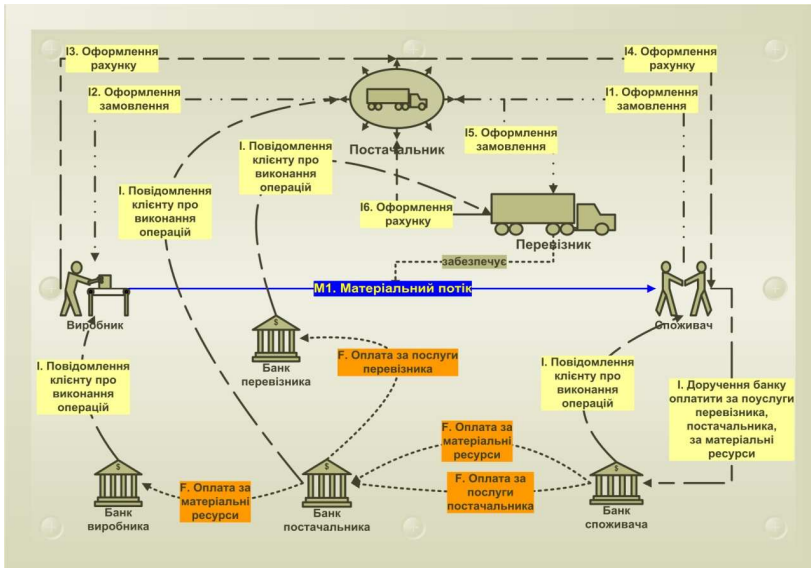 І3. Оформлення
рахунку
І4. Оформлення
рахунку
І2. Оформлення
замовлення
І1. Оформлення
замовлення
Постачальник
І5. Оформлення
замовлення
І. Повідомлення
клієнту про
виконання
операцій
І. Повідомлення
клієнту про
виконання
операцій
І6. Оформлення
рахунку
Перевізник
забезпечує
М1. Матеріальний потік
Виробник
Споживач
І. Повідомлення
клієнту про
виконання
операцій
Банк
перевізника
F. Оплата за послуги
перевізника
І. Повідомлення
клієнту про
виконання
операцій
І. Доручення банку
оплатити за поуслуги
перевізника,
постачальника,
за матеріальні
ресурси
F. Оплата за
матеріальні
ресурси
F. Оплата за
матеріальні
ресурси
F. Оплата за
послуги
постачальника
Банк
виробника
Банк
постачальника
Банк
споживача